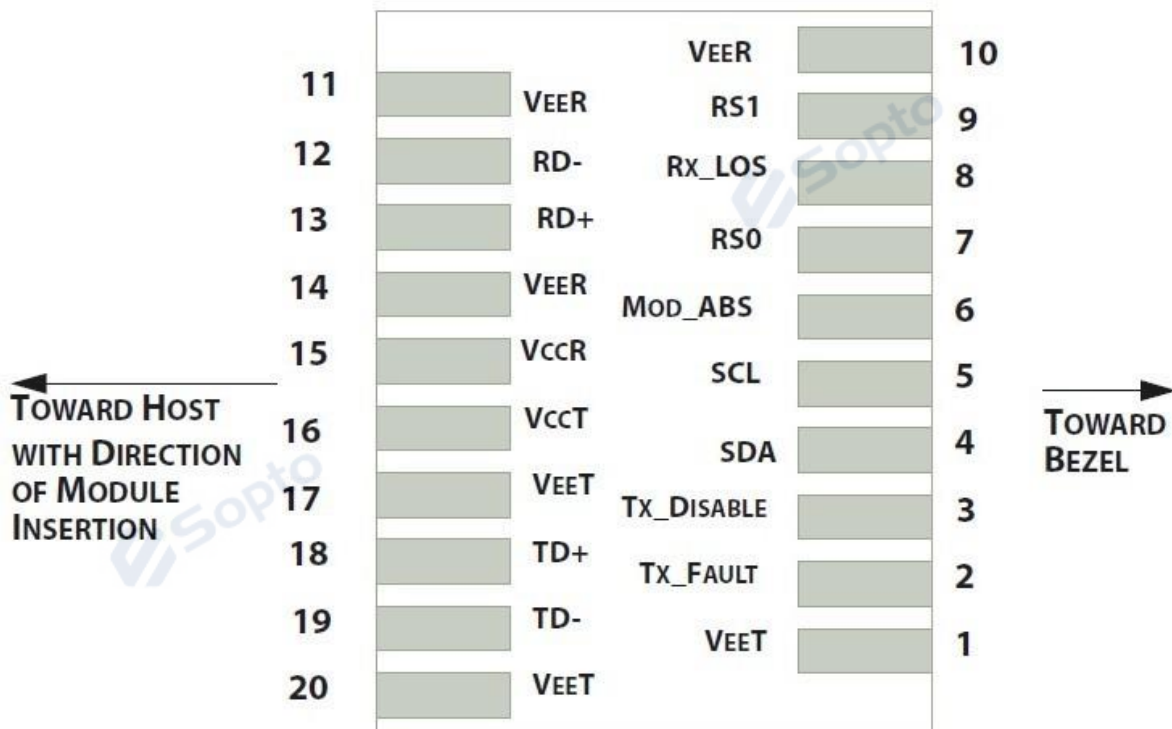 VEER 10
11 VEER
RS1 9
12 RD-
Rx_LOS 8
13 RD+
RS0 7
14 VEER
MOD_ABS 6
15 VCCR
SCL 5
TOWARD HOST
WITH DIRECTION
OF MODULE
INSERTION
16 VCCT
TOWARD
BEZEL
SDA 4
17 VEET
TX_DISABLE 3
18 TD+
TX_FAULT 2
19 TD-
VEET 1
20 VEET
Sopto
Sopto